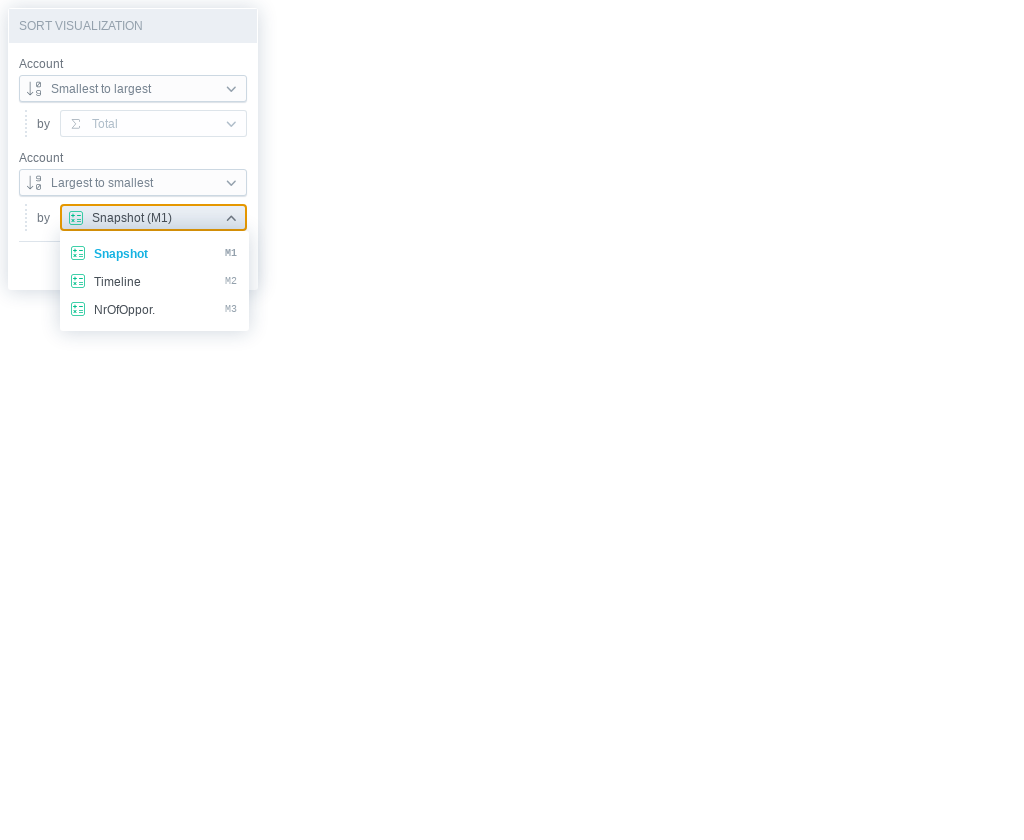 SORT VISUALIZATION
Account
Smallest to largest
by Total
Account
Largest to smallest
by Snapshot (M1)
Snapshot M1
Timeline M2
NrOfOppor. M3